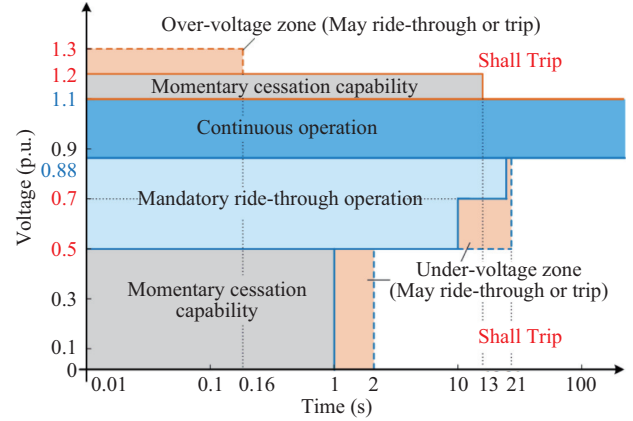 Over-voltage zone (May ride-through or trip)
1.3
Shall Trip
1.2
Momentary cessation capability
1.1
Continuous operation
0.9
0.88
Voltage (p.u.)
0.7
Mandatory ride-through operation
0.5
Under-voltage zone
(May ride-through or trip)
Momentary cessation
capability
0.3
Shall Trip
0.1
0
0.01 0.1 0.16 1 2 10 13 21 100
Time (s)